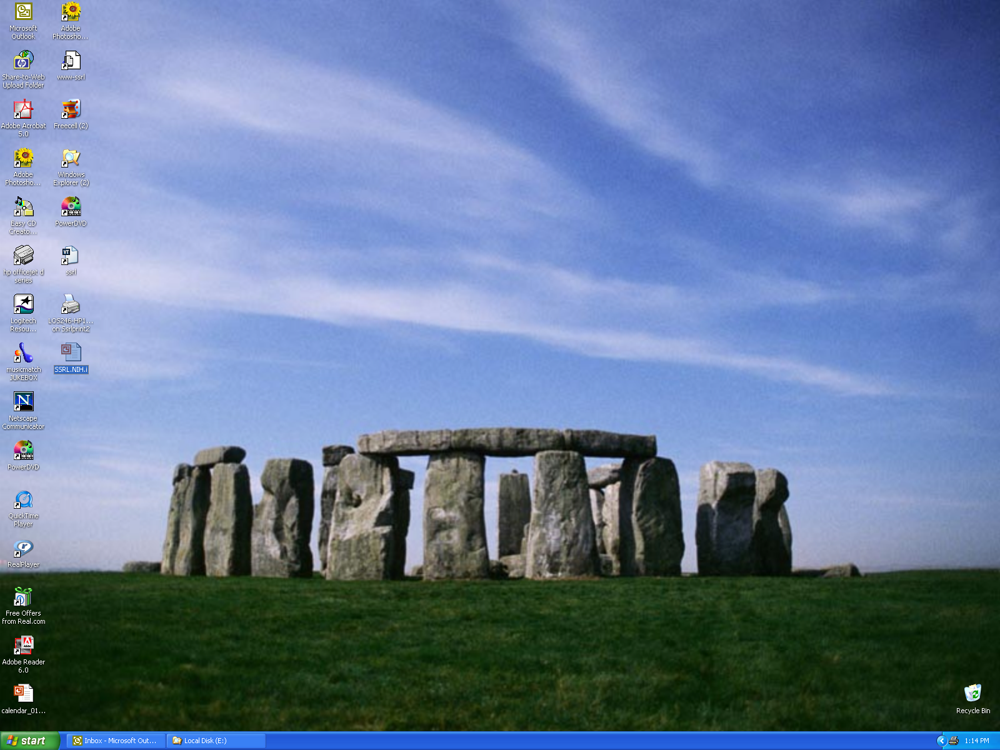 Microsoft
Outlook
Adobe
Photosho...
Share-to-Web
Upload Folder
www-ssrl
Adobe Acrobat
5.0
Freecell (2)
Adobe
Photosho...
Windows
Explorer (2)
Easy CD
Creato...
PowerDVD
hp officejet d
series
ssrl
Logitech
Resou...
LOS246-HP1...
on Ssrlprint2
musicmatch
JUKEBOX
SSRL.NIH.i
Netscape
Communicator
PowerDVD
QuickTime
Player
RealPlayer
Free Offers
from Real.com
Adobe Reader
6.0
calendar_01...
Recycle Bin
start
Inbox - Microsoft Out...
Local Disk (E:)
1:14 PM